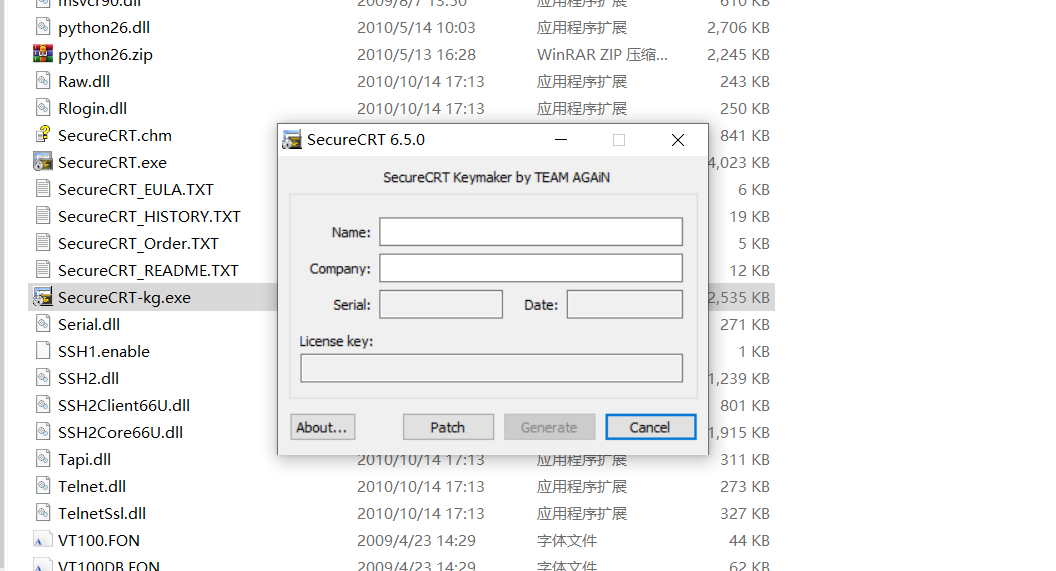 msvcr90.dll 2009/8/7 13:50 应用程序扩展 610 KB
python26.dll 2010/5/14 10:03 应用程序扩展 2,706 KB
python26.zip 2010/5/13 16:28 WinRAR ZIP 压缩... 2,245 KB
Raw.dll 2010/10/14 17:13 应用程序扩展 243 KB
Rlogin.dll 2010/10/14 17:13 应用程序扩展 250 KB
SecureCRT.chm 841 KB
SecureCRT.exe 4,023 KB
SecureCRT_EULA.TXT 6 KB
SecureCRT_HISTORY.TXT 19 KB
SecureCRT_Order.TXT 5 KB
SecureCRT_README.TXT 12 KB
SecureCRT-kg.exe 2,535 KB
Serial.dll 271 KB
SSH1.enable 1 KB
SSH2.dll 1,239 KB
SSH2Client66U.dll 801 KB
SSH2Core66U.dll 1,915 KB
Tapi.dll 2010/10/14 17:13 应用程序扩展 311 KB
Telnet.dll 2010/10/14 17:13 应用程序扩展 273 KB
TelnetSsl.dll 2010/10/14 17:13 应用程序扩展 327 KB
VT100.FON 2009/4/23 14:29 字体文件 44 KB
VT100DB.FON 2009/4/23 14:29 字体文件 62 KB
SecureCRT 6.5.0
SecureCRT Keymaker by TEAM AGAiN
Name:
Company:
Serial: Date:
License key:
About... Patch Generate Cancel